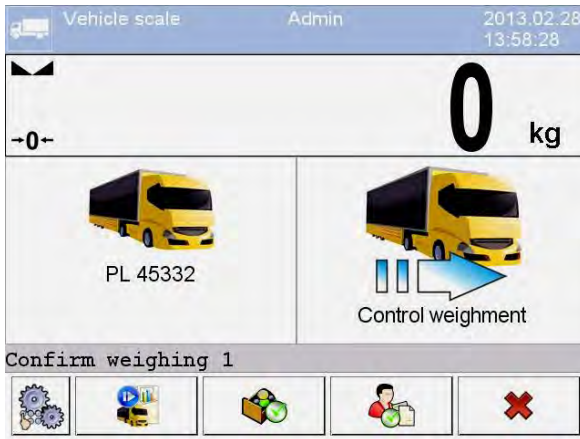 Vehicle scale Admin 2013.02.28
13:58:28
→0←
0 kg
PL 45332
Control weighment
Confirm weighing 1